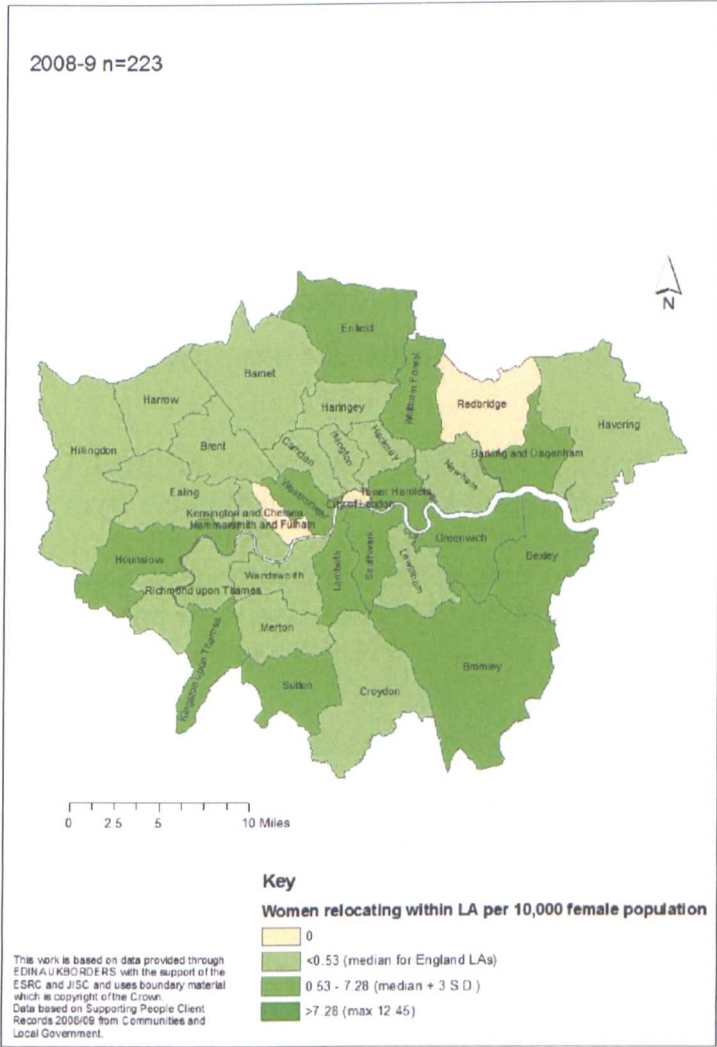 2008-9 n=223
N
Enfield
Barnet
Harrow
Haringey
Waltham Forest
Redbridge
Havering
Hillingdon
Brent
Camden
Islington
Hackney
Newham
Barking and Dagenham
Ealing
Westminster
Tower Hamlets
City of London
Kensington and Chelsea
Hammersmith and Fulham
Hounslow
Greenwich
Bexley
Lambeth
Southwark
Lewisham
Richmond upon Thames
Wandsworth
Merton
Kingston upon Thames
Sutton
Croydon
Bromley
0 2.5 5 10 Miles
Key
Women relocating within LA per 10,000 female population
0
<0.53 (median for England LAs)
0.53 - 7.28 (median + 3 S D )
>7.28 (max 12.45)
This work is based on data provided through
EDINA UKBORDERS with the support of the
ESRC and JISC and uses boundary material
which is copyright of the Crown.
Data based on Supporting People Client
Records 2008/09 from Communities and
Local Government.